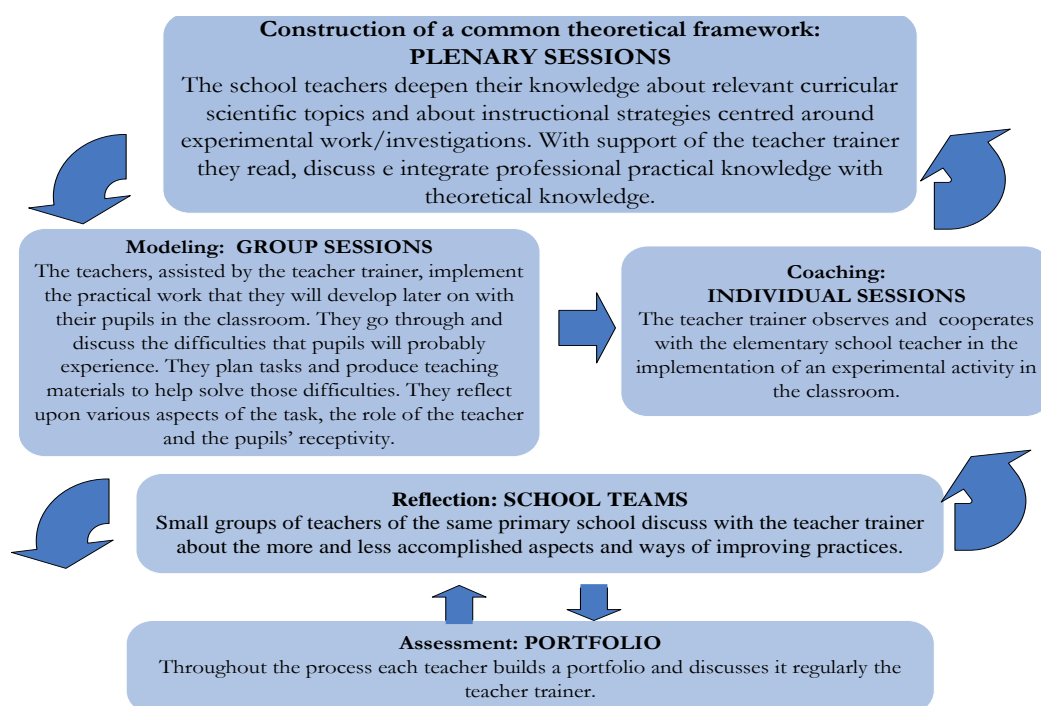 Construction of a common theoretical framework:
PLENARY SESSIONS
The school teachers deepen their knowledge about relevant curricular
scientific topics and about instructional strategies centred around
experimental work/investigations. With support of the teacher trainer
they read, discuss e integrate professional practical knowledge with
theoretical knowledge.
Modeling: GROUP SESSIONS
The teachers, assisted by the teacher trainer, implement
the practical work that they will develop later on with
their pupils in the classroom. They go through and
discuss the difficulties that pupils will probably
experience. They plan tasks and produce teaching
materials to help solve those difficulties. They reflect
upon various aspects of the task, the role of the teacher
and the pupils' receptivity.
Coaching:
INDIVIDUAL SESSIONS
The teacher trainer observes and cooperates
with the elementary school teacher in the
implementation of an experimental activity in
the classroom.
Reflection: SCHOOL TEAMS
Small groups of teachers of the same primary school discuss with the teacher trainer
about the more and less accomplished aspects and ways of improving practices.
Assessment: PORTFOLIO
Throughout the process each teacher builds a portfolio and discusses it regularly the
teacher trainer.